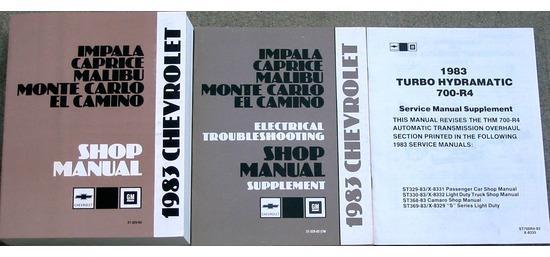 IMPALA
CAPRICE
MALIBU
MONTE CARLO
EL CAMINO
SHOP
MANUAL
CHEVROLET
GM
1983 CHEVROLET
IMPALA
CAPRICE
MALIBU
MONTE CARLO
EL CAMINO
ELECTRICAL
TROUBLESHOOTING
SHOP
MANUAL
SUPPLEMENT
CHEVROLET
GM
1983 CHEVROLET
1983
TURBO HYDRAMATIC
700-R4
Service Manual Supplement
THIS MANUAL REVISES THE THM 700-R4
AUTOMATIC TRANSMISSION OVERHAUL
SECTION PRINTED IN THE FOLLOWING
1983 SERVICE MANUALS:
ST329-83/X-8331 Passenger Car Shop Manual
ST330-83/X-8332 Light Duty Truck Shop Manual
ST368-83 Camaro Shop Manual
ST369-83/X-8329 "S" Series Light Duty